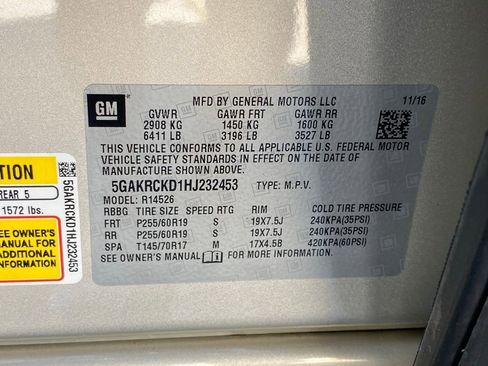 GM
MFD BY GENERAL MOTORS LLC 11/16
GVWR GAWR FRT GAWR RR
2908 KG 1450 KG 1600 KG
6411 LB 3196 LB 3527 LB
THIS VEHICLE CONFORMS TO ALL APPLICABLE U.S. FEDERAL MOTOR
VEHICLE SAFETY STANDARDS IN EFFECT ON THE DATE OF
MANUFACTURE SHOWN ABOVE.
5GAKRCKD1HJ232453 TYPE: M.P.V.
MODEL: R14526
RBBG TIRE SIZE SPEED RTG RIM COLD TIRE PRESSURE
FRT P255/60R19 S 19X7.5J 240KPA(35PSI)
RR P255/60R19 S 19X7.5J 240KPA(35PSI)
SPA T145/70R17 M 17X4.5B 420KPA(60PSI)
SEE OWNER'S MANUAL FOR MORE INFORMATION.
TION
REAR 5
1572 lbs.
SEE OWNER'S
MANUAL FOR
ADDITIONAL
INFORMATION
5GAKRCKD1HJ232453